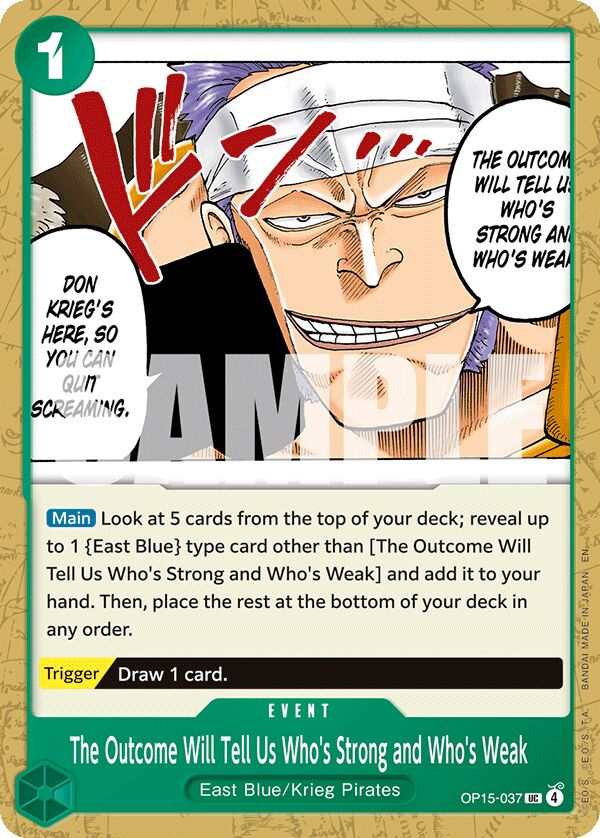 1
ドン
THE OUTCOM
WILL TELL U
WHO'S
STRONG AN
WHO'S WEA
DON
KRIEG'S
HERE, SO
YOU CAN
QUIT
SCREAMING.
SAMPLE
Main Look at 5 cards from the top of your deck; reveal up
to 1 {East Blue} type card other than [The Outcome Will
Tell Us Who's Strong and Who's Weak] and add it to your
hand. Then, place the rest at the bottom of your deck in
any order.
Trigger Draw 1 card.
EVENT
The Outcome Will Tell Us Who's Strong and Who's Weak
East Blue/Krieg Pirates
OP15-037 UC 4
©E.O.S. ©E.O.S.,T.A. BANDAI MADE IN JAPAN EN